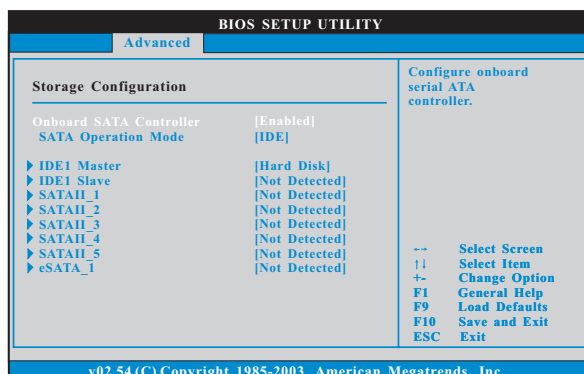 BIOS SETUP UTILITY
Advanced
Storage Configuration
Onboard SATA Controller [Enabled]
SATA Operation Mode [IDE]
IDE1 Master [Hard Disk]
IDE1 Slave [Not Detected]
SATAII_1 [Not Detected]
SATAII_2 [Not Detected]
SATAII_3 [Not Detected]
SATAII_4 [Not Detected]
SATAII_5 [Not Detected]
eSATA_1 [Not Detected]
Configure onboard
serial ATA
controller.
←→ Select Screen
↑↓ Select Item
+- Change Option
F1 General Help
F9 Load Defaults
F10 Save and Exit
ESC Exit
v02.54 (C) Copyright 1985-2003, American Megatrends, Inc.